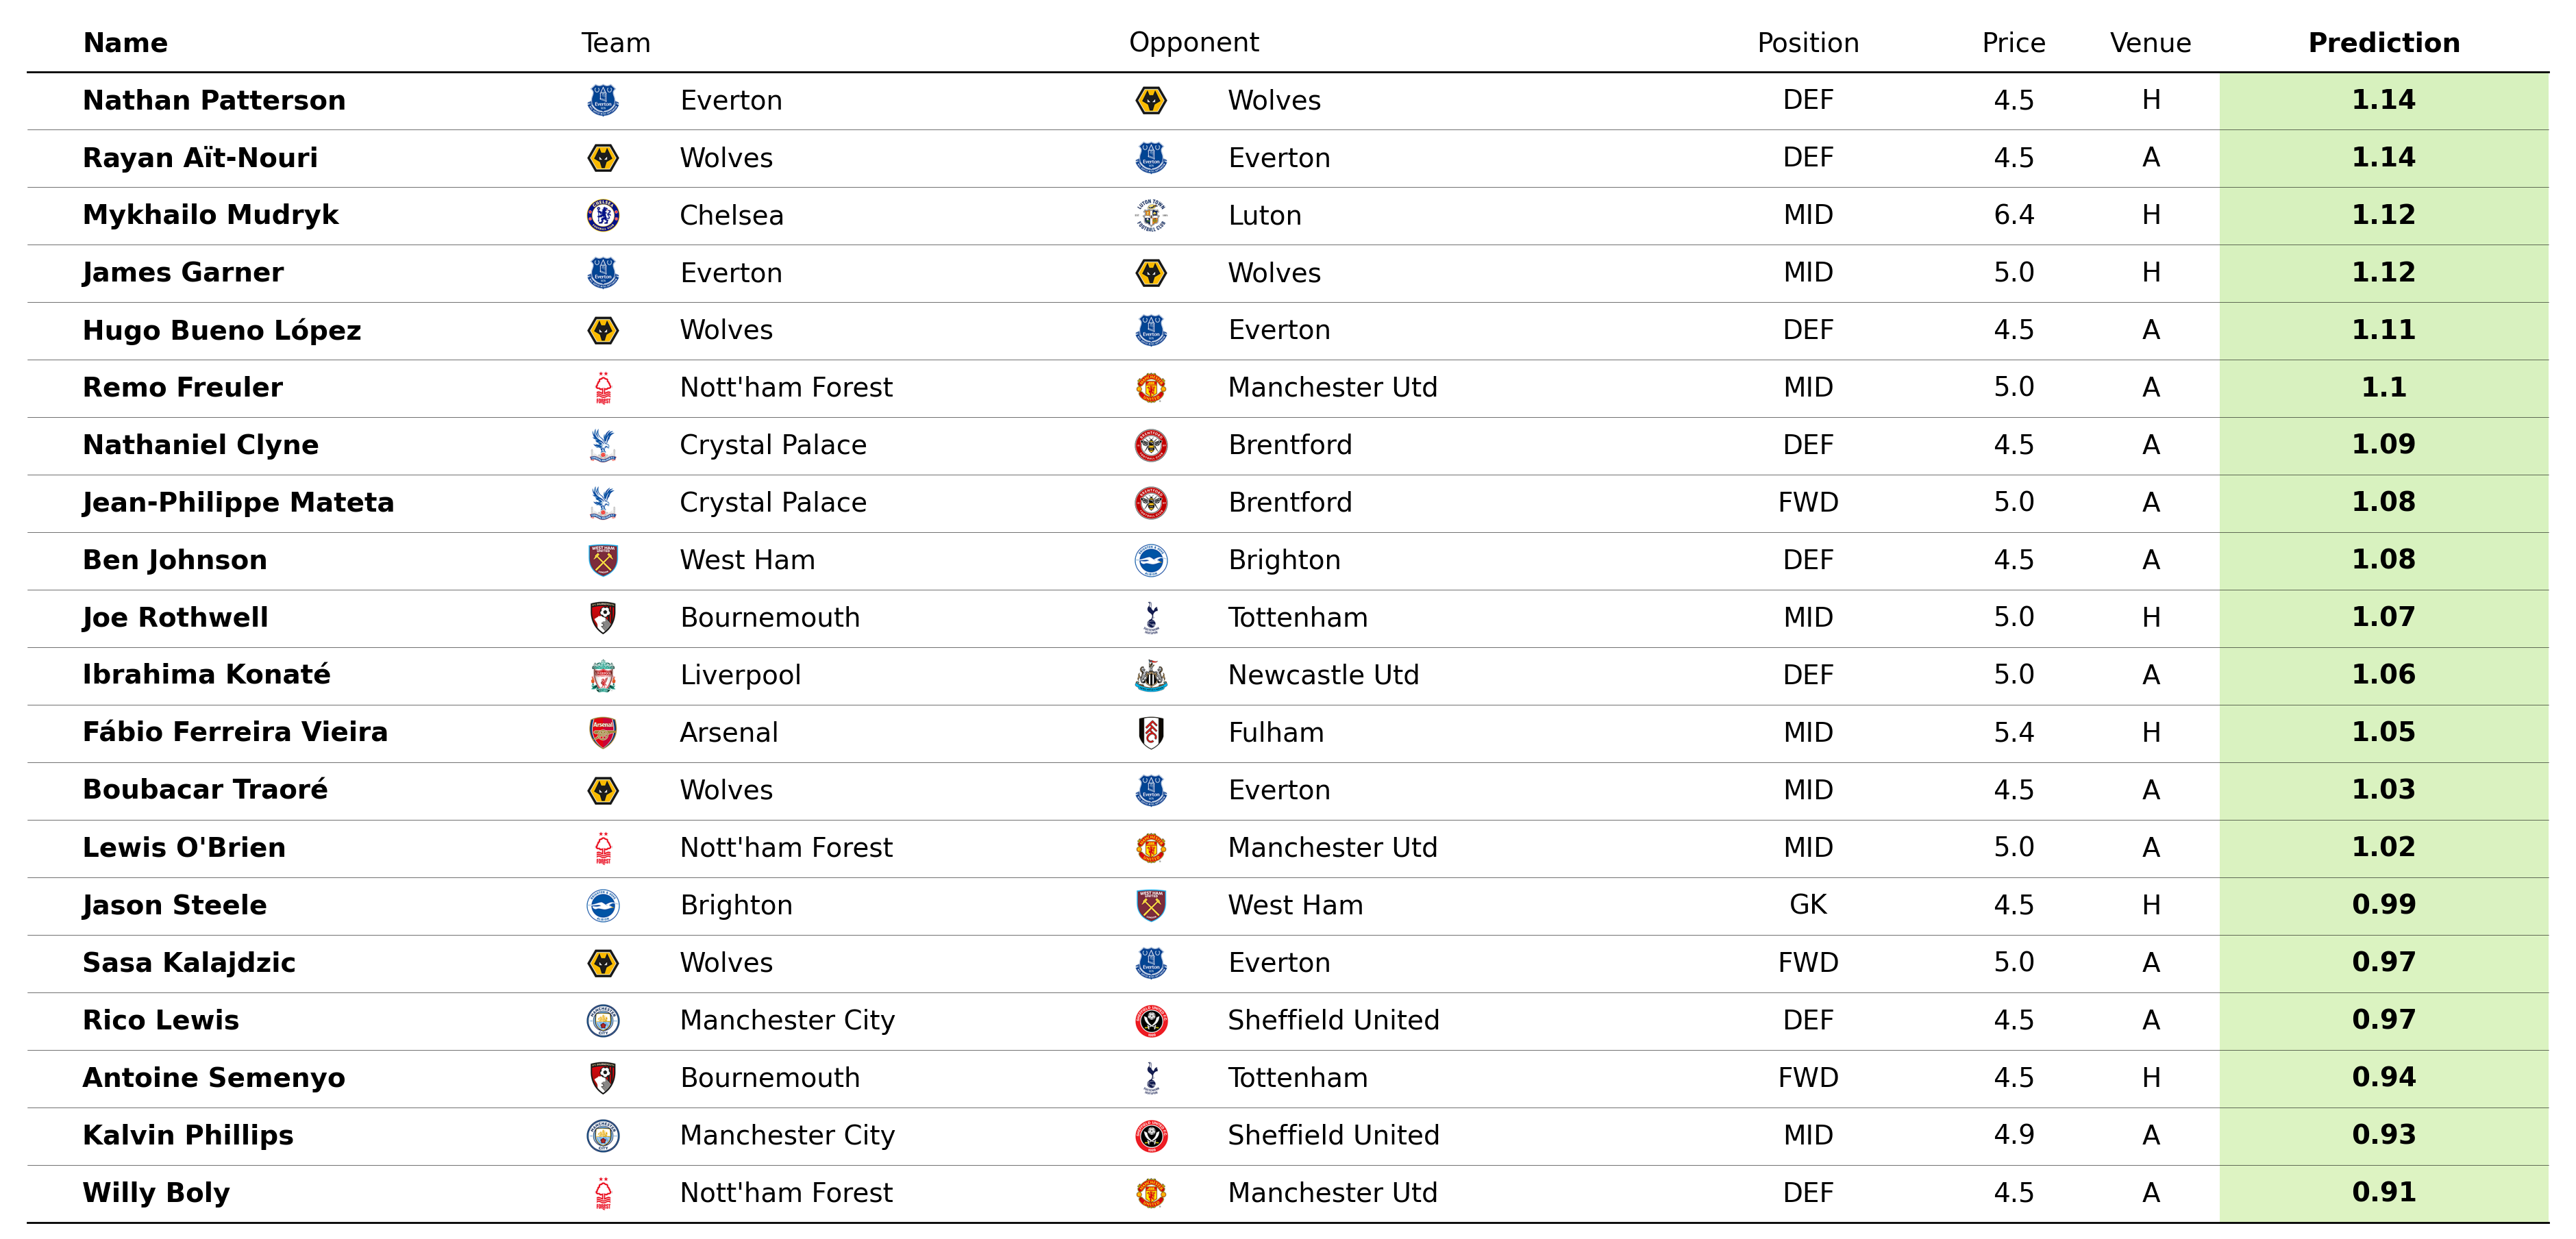 Name Team Opponent Position Price Venue Prediction
Nathan Patterson Everton Wolves DEF 4.5 H 1.14
Rayan Aït-Nouri Wolves Everton DEF 4.5 A 1.14
Mykhailo Mudryk Chelsea Luton MID 6.4 H 1.12
James Garner Everton Wolves MID 5.0 H 1.12
Hugo Bueno López Wolves Everton DEF 4.5 A 1.11
Remo Freuler Nott'ham Forest Manchester Utd MID 5.0 A 1.1
Nathaniel Clyne Crystal Palace Brentford DEF 4.5 A 1.09
Jean-Philippe Mateta Crystal Palace Brentford FWD 5.0 A 1.08
Ben Johnson West Ham Brighton DEF 4.5 A 1.08
Joe Rothwell Bournemouth Tottenham MID 5.0 H 1.07
Ibrahima Konaté Liverpool Newcastle Utd DEF 5.0 A 1.06
Fábio Ferreira Vieira Arsenal Fulham MID 5.4 H 1.05
Boubacar Traoré Wolves Everton MID 4.5 A 1.03
Lewis O'Brien Nott'ham Forest Manchester Utd MID 5.0 A 1.02
Jason Steele Brighton West Ham GK 4.5 H 0.99
Sasa Kalajdzic Wolves Everton FWD 5.0 A 0.97
Rico Lewis Manchester City Sheffield United DEF 4.5 A 0.97
Antoine Semenyo Bournemouth Tottenham FWD 4.5 H 0.94
Kalvin Phillips Manchester City Sheffield United MID 4.9 A 0.93
Willy Boly Nott'ham Forest Manchester Utd DEF 4.5 A 0.91